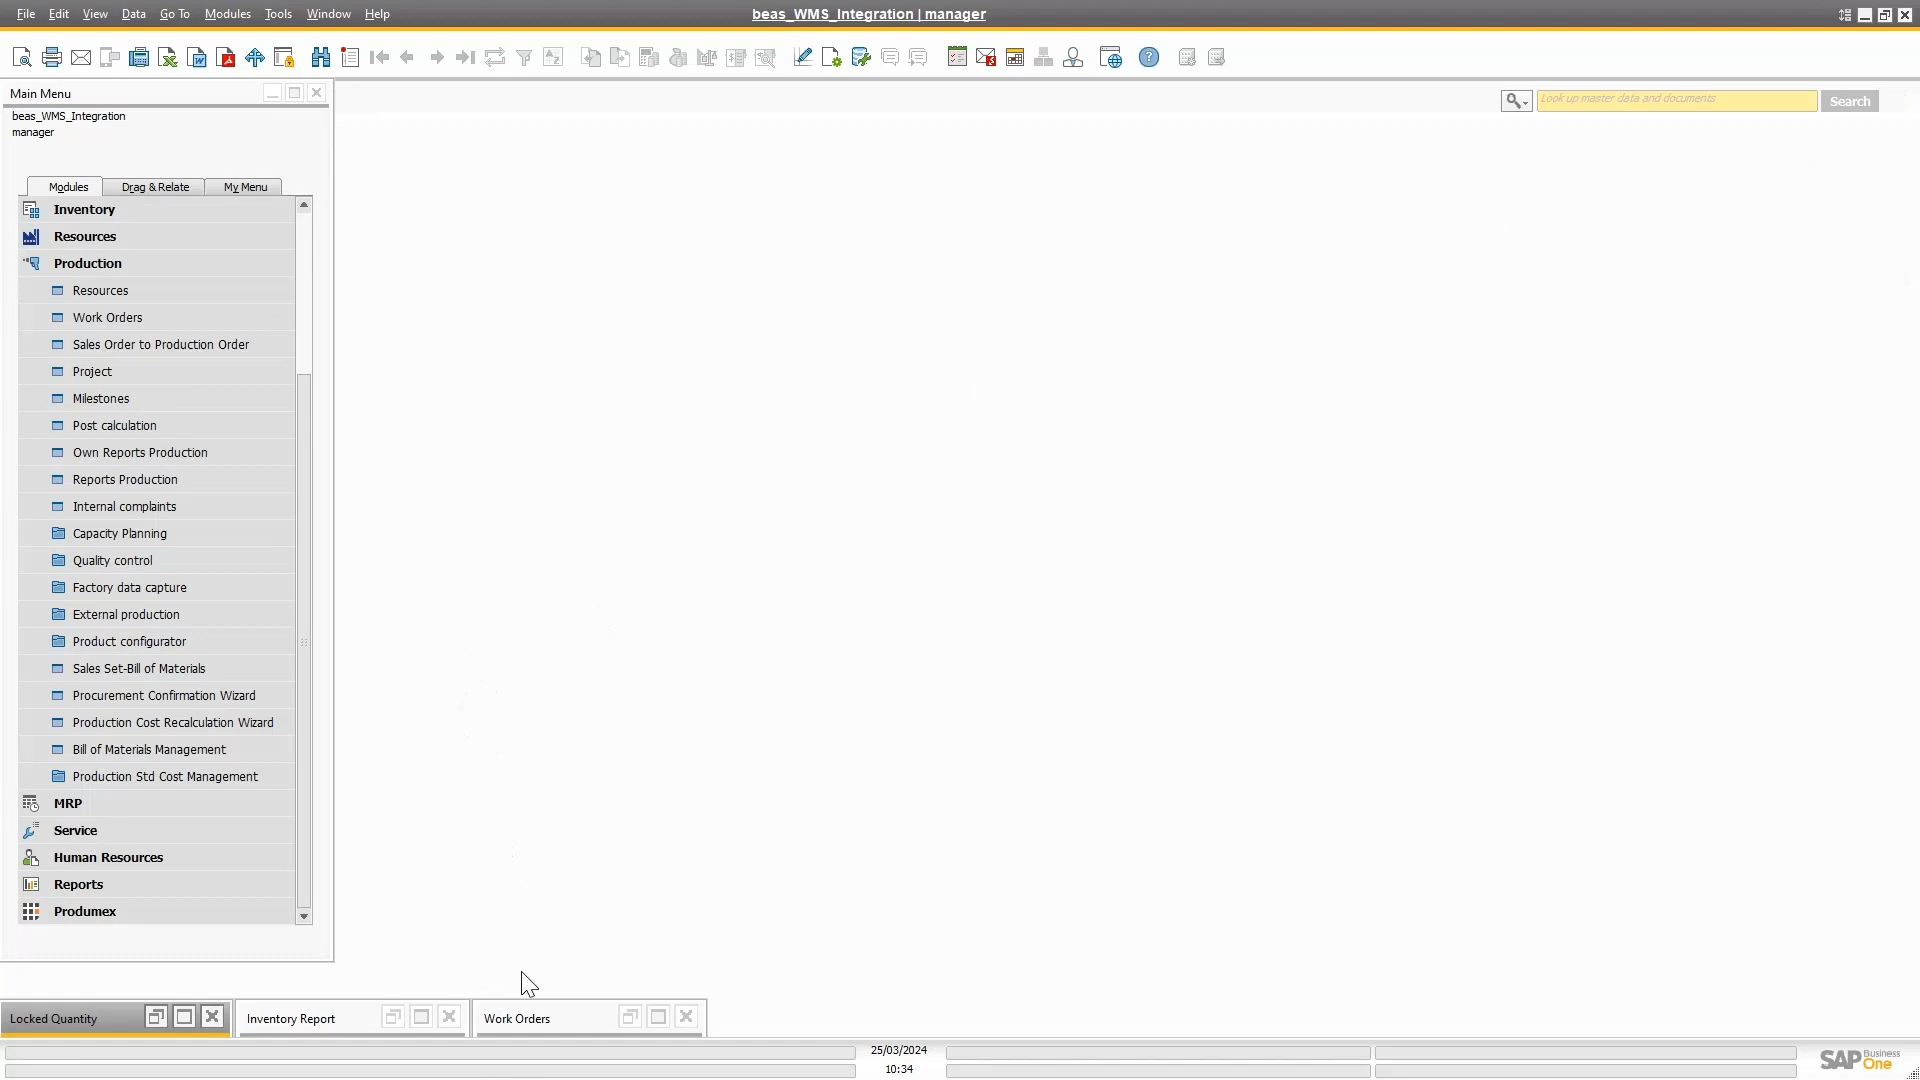 File Edit View Data Go To Modules Tools Window Help
beas_WMS_Integration | manager
Main Menu
Look up master data and documents
Search
beas_WMS_Integration
manager
Modules Drag & Relate My Menu
Inventory
Resources
Production
Resources
Work Orders
Sales Order to Production Order
Project
Milestones
Post calculation
Own Reports Production
Reports Production
Internal complaints
Capacity Planning
Quality control
Factory data capture
External production
Product configurator
Sales Set-Bill of Materials
Procurement Confirmation Wizard
Production Cost Recalculation Wizard
Bill of Materials Management
Production Std Cost Management
MRP
Service
Human Resources
Reports
Produmex
Locked Quantity
Inventory Report
Work Orders
25/03/2024
10:34
SAP Business One